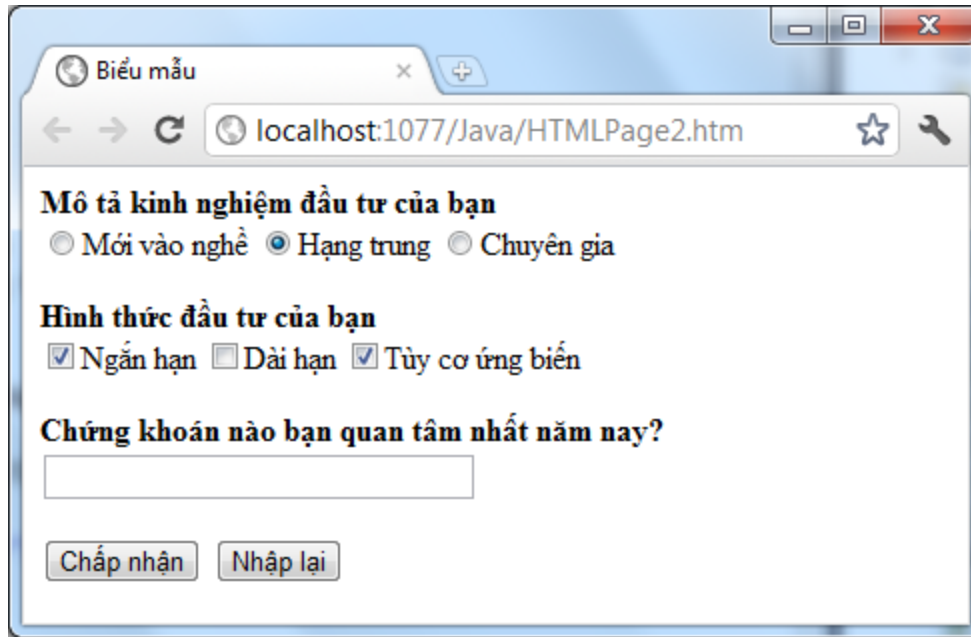 Biểu mẫu
localhost:1077/Java/HTMLPage2.htm
Mô tả kinh nghiệm đầu tư của bạn
Mới vào nghề Hạng trung Chuyên gia
Hình thức đầu tư của bạn
Ngắn hạn Dài hạn Tùy cơ ứng biến
Chứng khoán nào bạn quan tâm nhất năm nay?
Chấp nhận Nhập lại